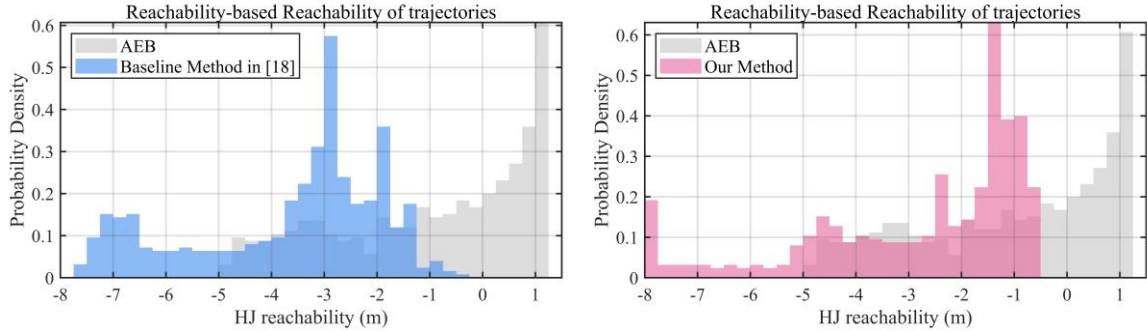 Reachability-based Reachability of trajectories
AEB
Baseline Method in [18]
Probability Density
0.6
0.5
0.4
0.3
0.2
0.1
0
-8 -7 -6 -5 -4 -3 -2 -1 0 1
HJ reachability (m)
Reachability-based Reachability of trajectories
AEB
Our Method
Probability Density
0.6
0.5
0.4
0.3
0.2
0.1
0
-8 -7 -6 -5 -4 -3 -2 -1 0 1
HJ reachability (m)